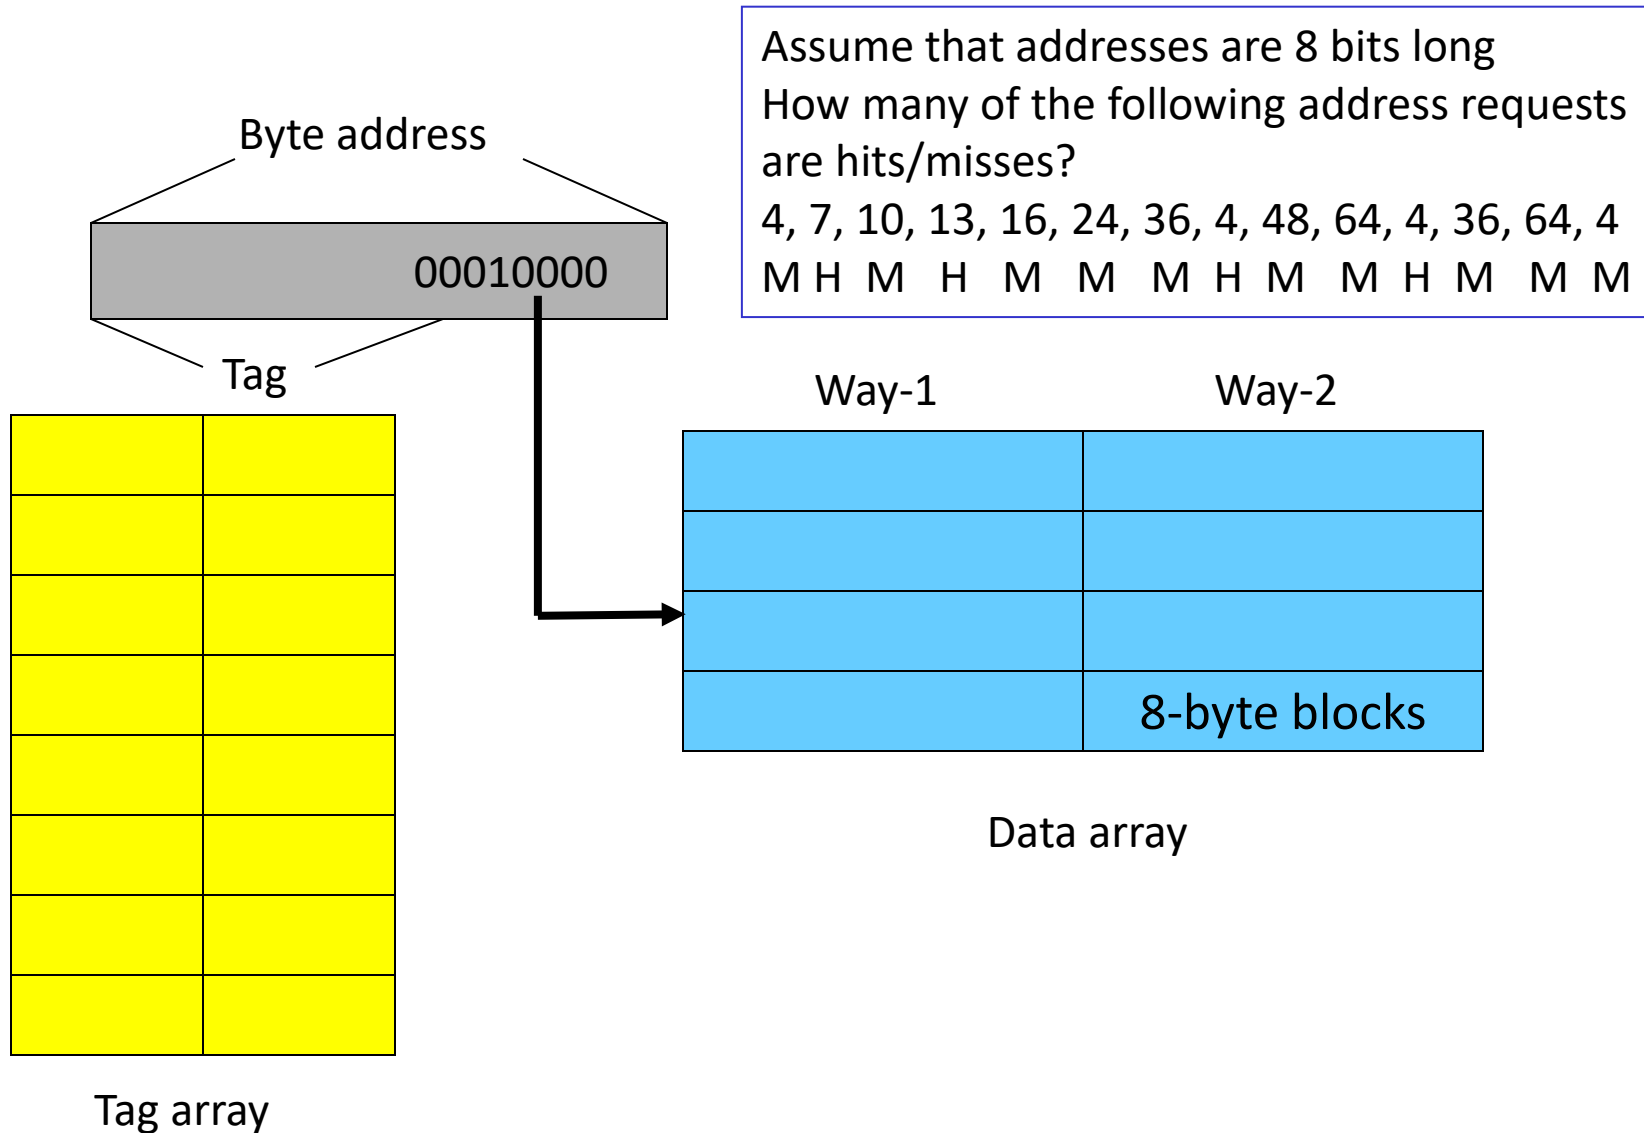 Assume that addresses are 8 bits long
How many of the following address requests
are hits/misses?
4, 7, 10, 13, 16, 24, 36, 4, 48, 64, 4, 36, 64, 4
M H M H M M M H M M H M M M
Byte address
00010000
Tag
Way-1 Way-2
8-byte blocks
Data array
Tag array